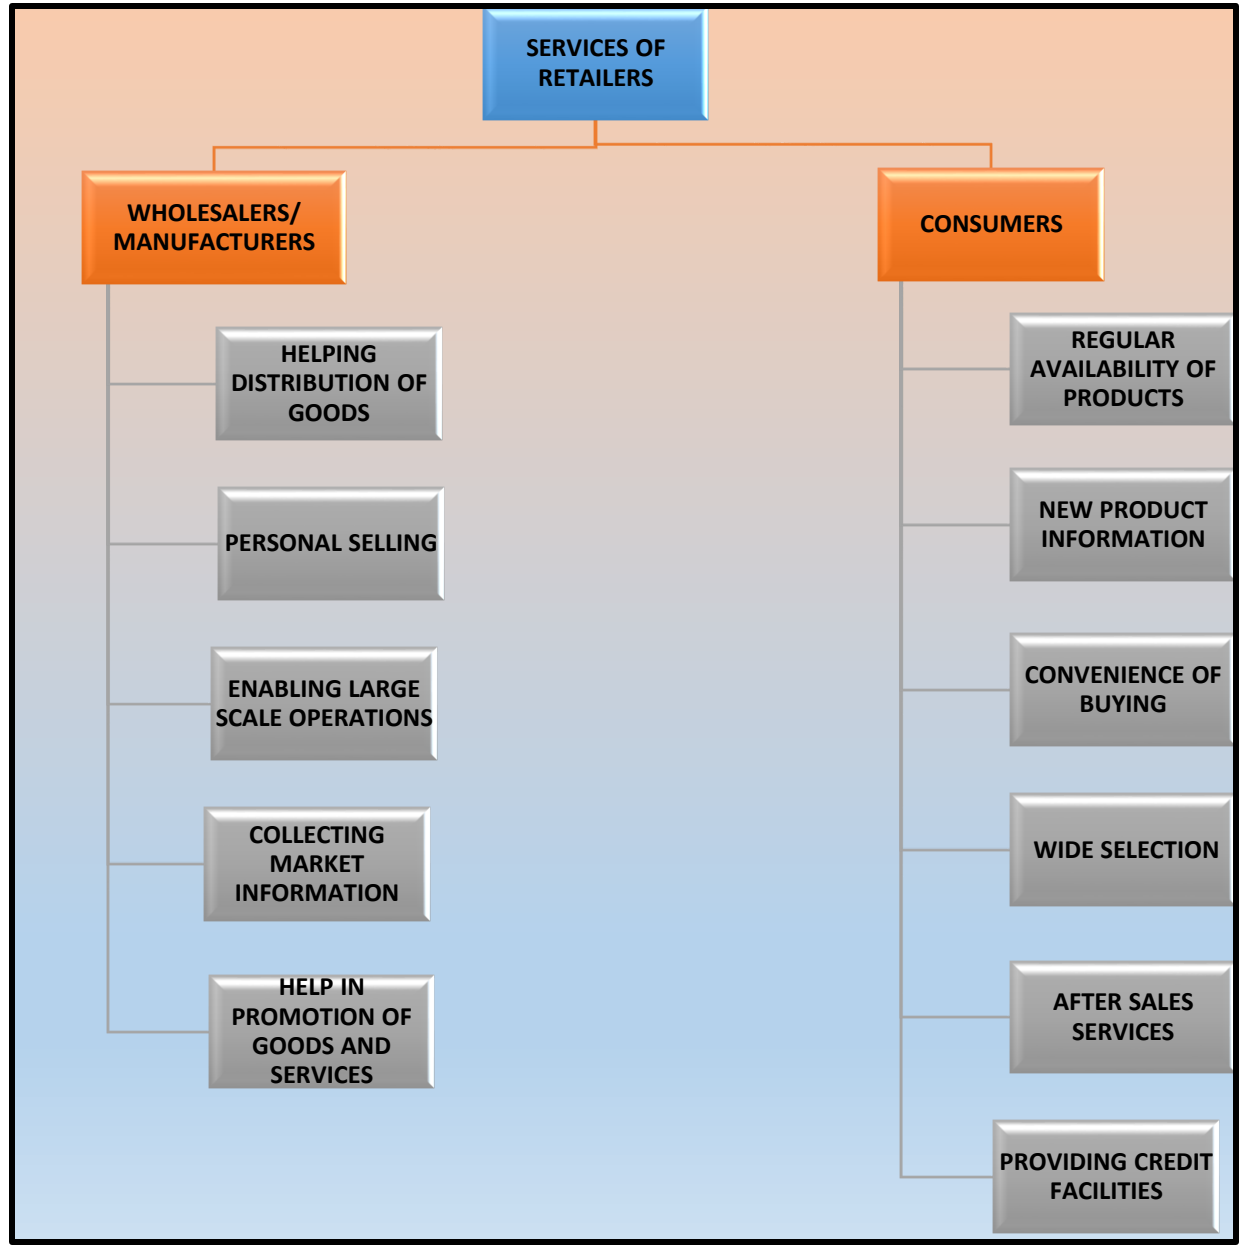 SERVICES OF
RETAILERS
WHOLESALERS/
MANUFACTURERS
HELPING
DISTRIBUTION OF
GOODS
PERSONAL SELLING
ENABLING LARGE
SCALE OPERATIONS
COLLECTING
MARKET
INFORMATION
HELP IN
PROMOTION OF
GOODS AND
SERVICES
CONSUMERS
REGULAR
AVAILABILITY OF
PRODUCTS
NEW PRODUCT
INFORMATION
CONVENIENCE OF
BUYING
WIDE SELECTION
AFTER SALES
SERVICES
PROVIDING CREDIT
FACILITIES